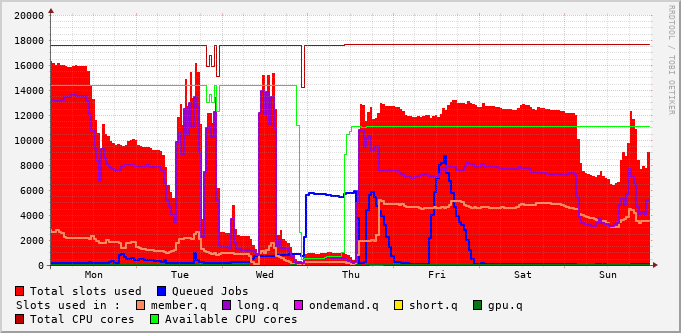 20000
18000
16000
14000
12000
10000
8000
6000
4000
2000
0
Mon Tue Wed Thu Fri Sat Sun
RRDTOOL / TOBI OETIKER
Total slots used Queued Jobs
Slots used in : member.q long.q ondemand.q short.q gpu.q
Total CPU cores Available CPU cores